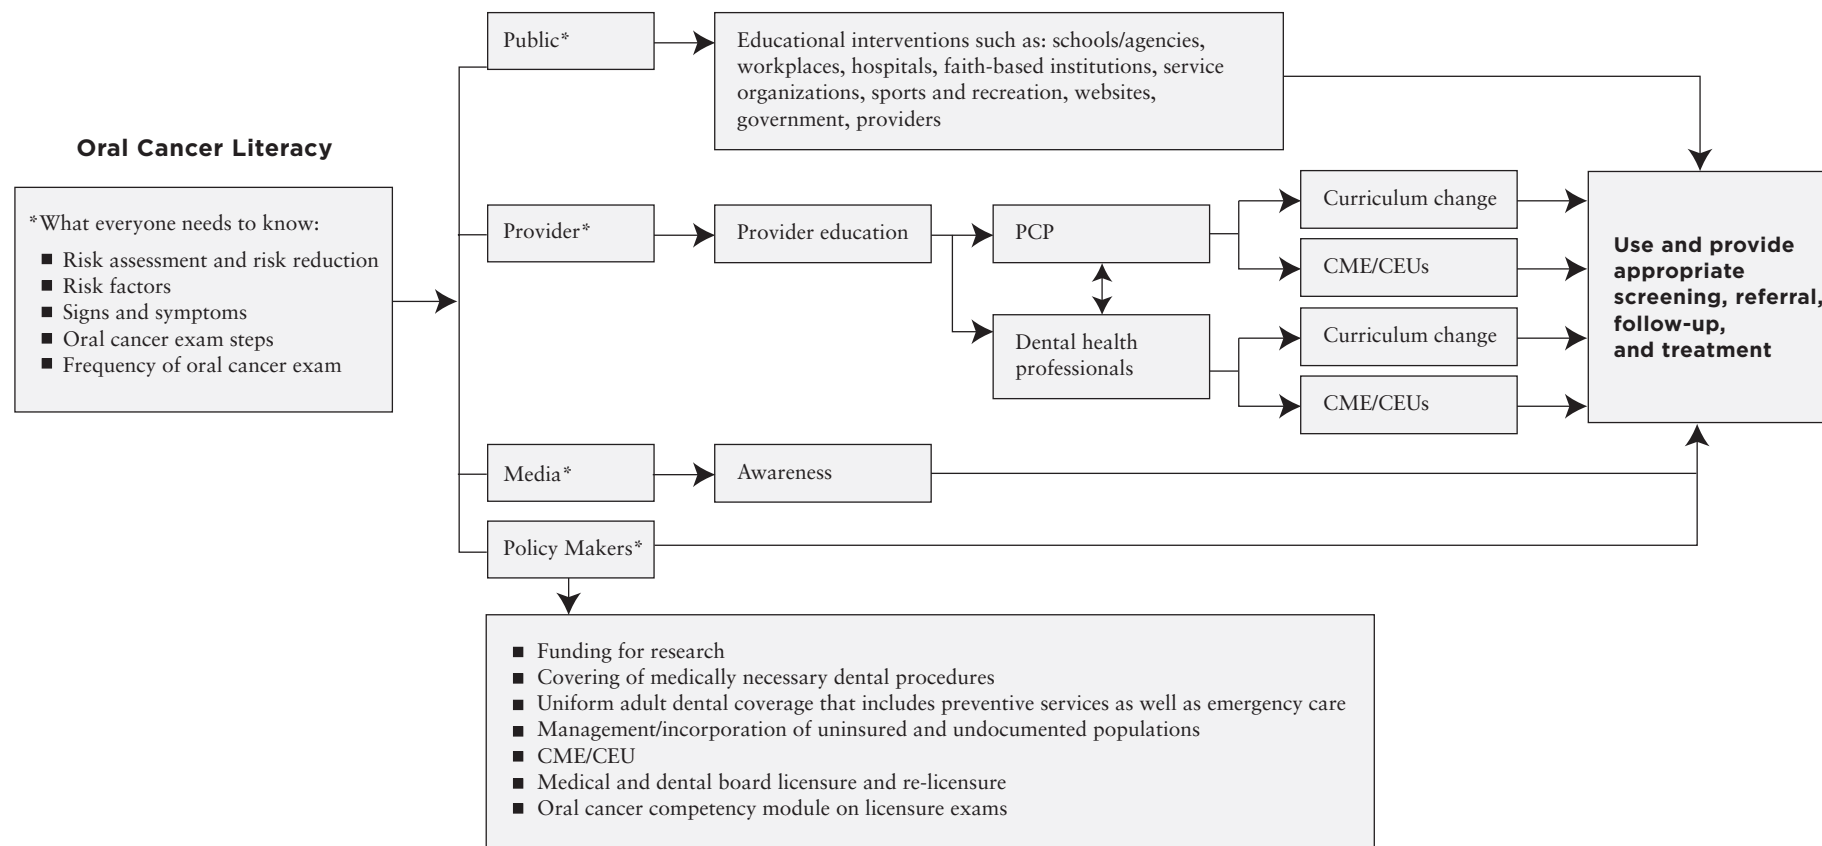 Oral Cancer Literacy
*What everyone needs to know:
■ Risk assessment and risk reduction
■ Risk factors
■ Signs and symptoms
■ Oral cancer exam steps
■ Frequency of oral cancer exam
Public*
Educational interventions such as: schools/agencies,
workplaces, hospitals, faith-based institutions, service
organizations, sports and recreation, websites,
government, providers
Provider*
Provider education
PCP
Curriculum change
CME/CEUs
Dental health
professionals
Curriculum change
CME/CEUs
Media*
Awareness
Policy Makers*
■ Funding for research
■ Covering of medically necessary dental procedures
■ Uniform adult dental coverage that includes preventive services as well as emergency care
■ Management/incorporation of uninsured and undocumented populations
■ CME/CEU
■ Medical and dental board licensure and re-licensure
■ Oral cancer competency module on licensure exams
Use and provide
appropriate
screening, referral,
follow-up,
and treatment